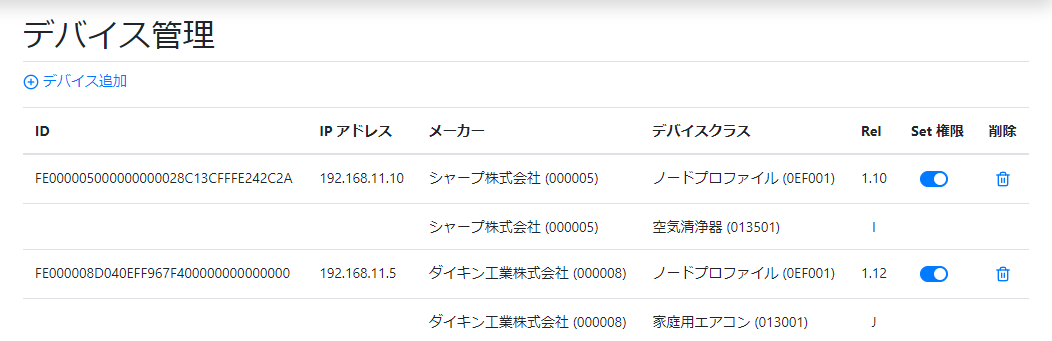 デバイス管理
デバイス追加
ID IP アドレス メーカー デバイスクラス Rel Set 権限 削除
FE000005000000000028C13CFFFE242C2A 192.168.11.10 シャープ株式会社 (000005) ノードプロファイル (0EF001) 1.10
シャープ株式会社 (000005) 空気清浄器 (013501) I
FE000008D040EFF967F400000000000000 192.168.11.5 ダイキン工業株式会社 (000008) ノードプロファイル (0EF001) 1.12
ダイキン工業株式会社 (000008) 家庭用エアコン (013001) J